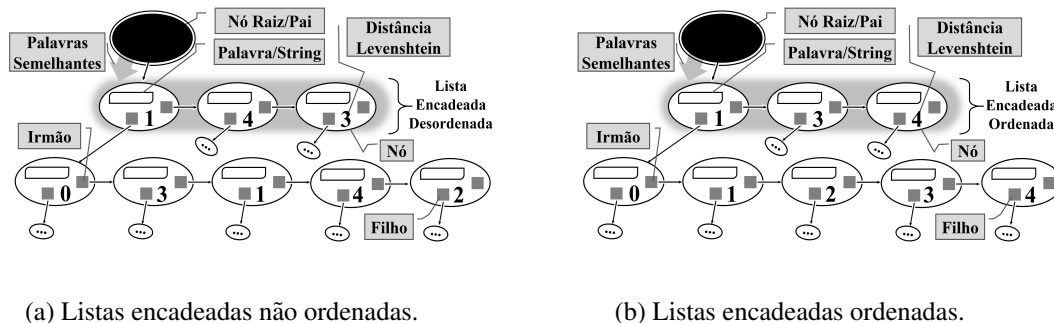 Nó Raiz/Pai
Distância
Levenshtein
Palavras
Semelhantes
Palavra/String
Lista
Encadeada
Desordenada
1
4
3
Irmão
Nó
0
3
1
4
2
...
...
...
...
...
...
...
Filho
(a) Listas encadeadas não ordenadas.
Nó Raiz/Pai
Distância
Levenshtein
Palavras
Semelhantes
Palavra/String
Lista
Encadeada
Ordenada
1
3
4
Irmão
Nó
0
1
2
3
4
...
...
...
...
...
...
...
Filho
(b) Listas encadeadas ordenadas.